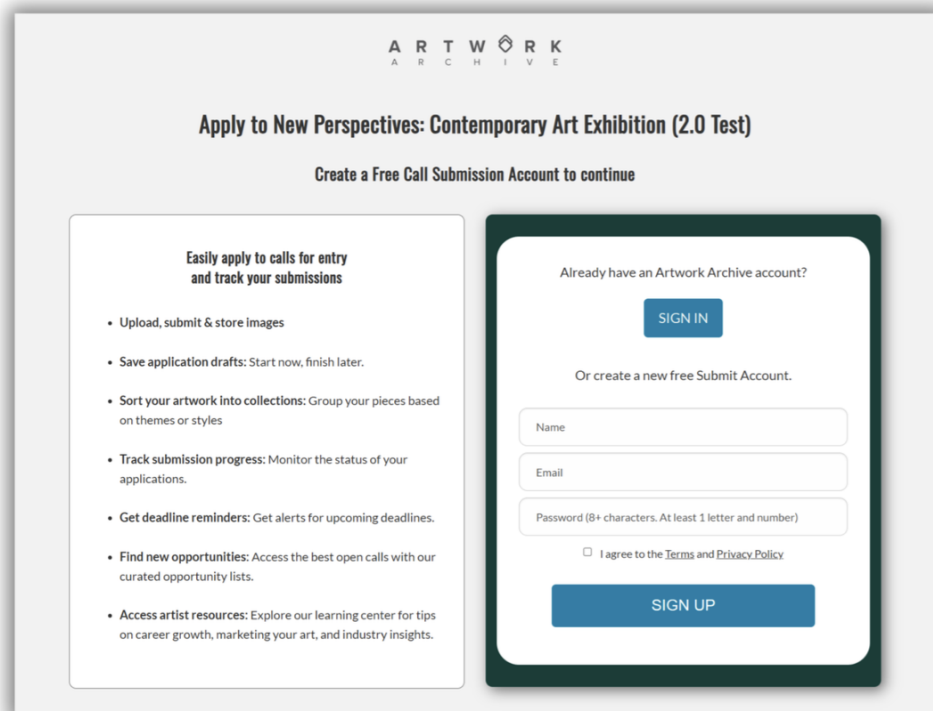 ARTWORK
ARCHIVE
Apply to New Perspectives: Contemporary Art Exhibition (2.0 Test)
Create a Free Call Submission Account to continue
Easily apply to calls for entry
and track your submissions
• Upload, submit & store images
• Save application drafts: Start now, finish later.
• Sort your artwork into collections: Group your pieces based
on themes or styles
• Track submission progress: Monitor the status of your
applications.
• Get deadline reminders: Get alerts for upcoming deadlines.
• Find new opportunities: Access the best open calls with our
curated opportunity lists.
• Access artist resources: Explore our learning center for tips
on career growth, marketing your art, and industry insights.
Already have an Artwork Archive account?
SIGN IN
Or create a new free Submit Account.
Name
Email
Password (8+ characters. At least 1 letter and number)
I agree to the Terms and Privacy Policy
SIGN UP